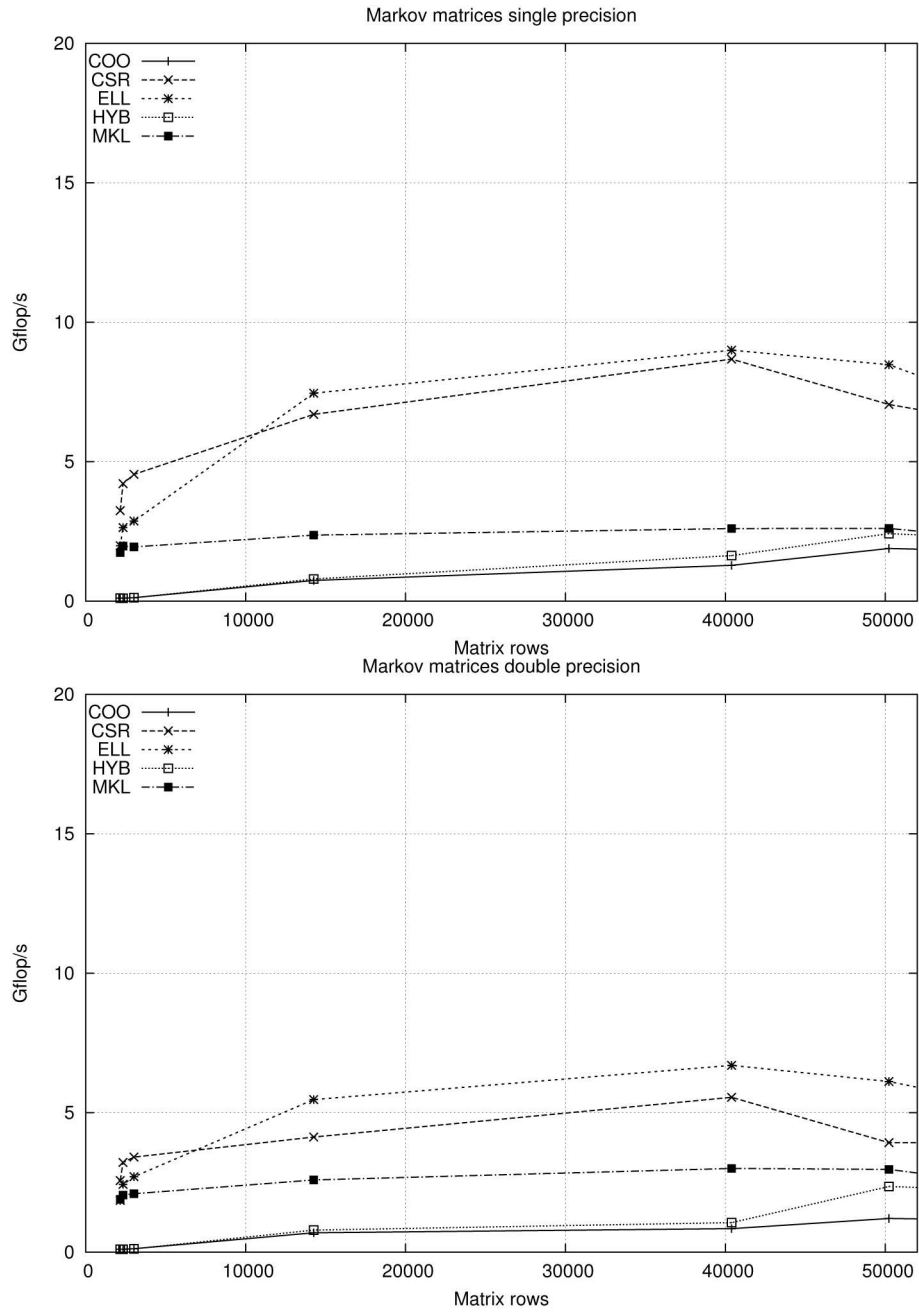 Markov matrices single precision
20
15
10
5
0
Gflop/s
COO
CSR
ELL
HYB
MKL
0 10000 20000 30000 40000 50000
Matrix rows
Markov matrices double precision
20
15
10
5
0
Gflop/s
COO
CSR
ELL
HYB
MKL
0 10000 20000 30000 40000 50000
Matrix rows